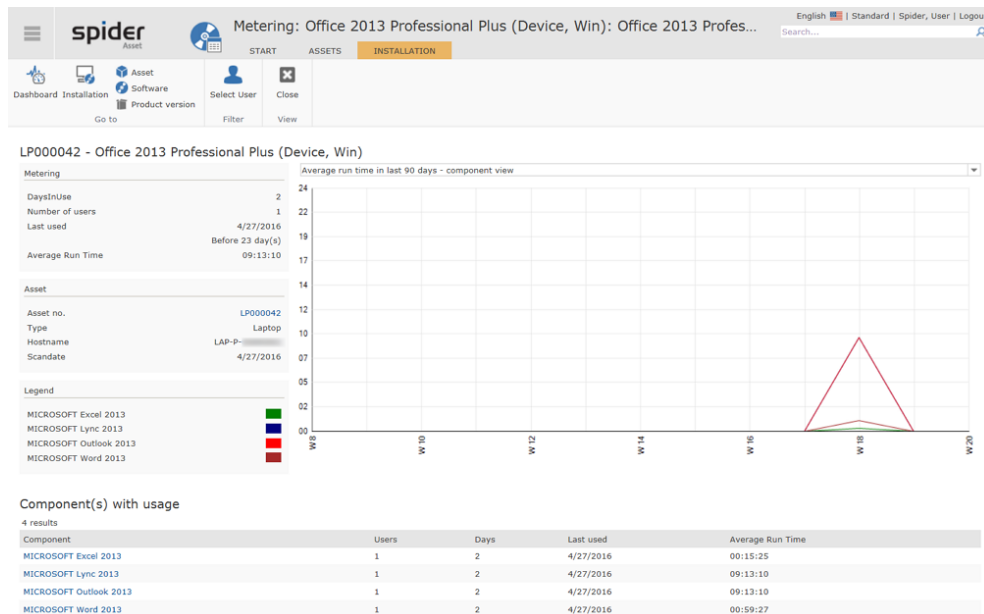 English | Standard | Spider, User | Logou
spider
Asset
Metering: Office 2013 Professional Plus (Device, Win): Office 2013 Profes...
Search...
START ASSETS INSTALLATION
Dashboard Installation Asset Software Product version Select User Close
Go to Filter View
LP000042 - Office 2013 Professional Plus (Device, Win)
Metering
DaysInUse 2
Number of users 1
Last used 4/27/2016
Before 23 day(s)
Average Run Time 09:13:10
Asset
Asset no. LP000042
Type Laptop
Hostname LAP-P-
Scandate 4/27/2016
Legend
MICROSOFT Excel 2013
MICROSOFT Lync 2013
MICROSOFT Outlook 2013
MICROSOFT Word 2013
Average run time in last 90 days - component view
24
22
19
17
14
12
10
07
05
02
00
W 8 W 10 W 12 W 14 W 16 W 18 W 20
Component(s) with usage
4 results
Component Users Days Last used Average Run Time
MICROSOFT Excel 2013 1 2 4/27/2016 00:15:25
MICROSOFT Lync 2013 1 2 4/27/2016 09:13:10
MICROSOFT Outlook 2013 1 2 4/27/2016 09:13:10
MICROSOFT Word 2013 1 2 4/27/2016 00:59:27